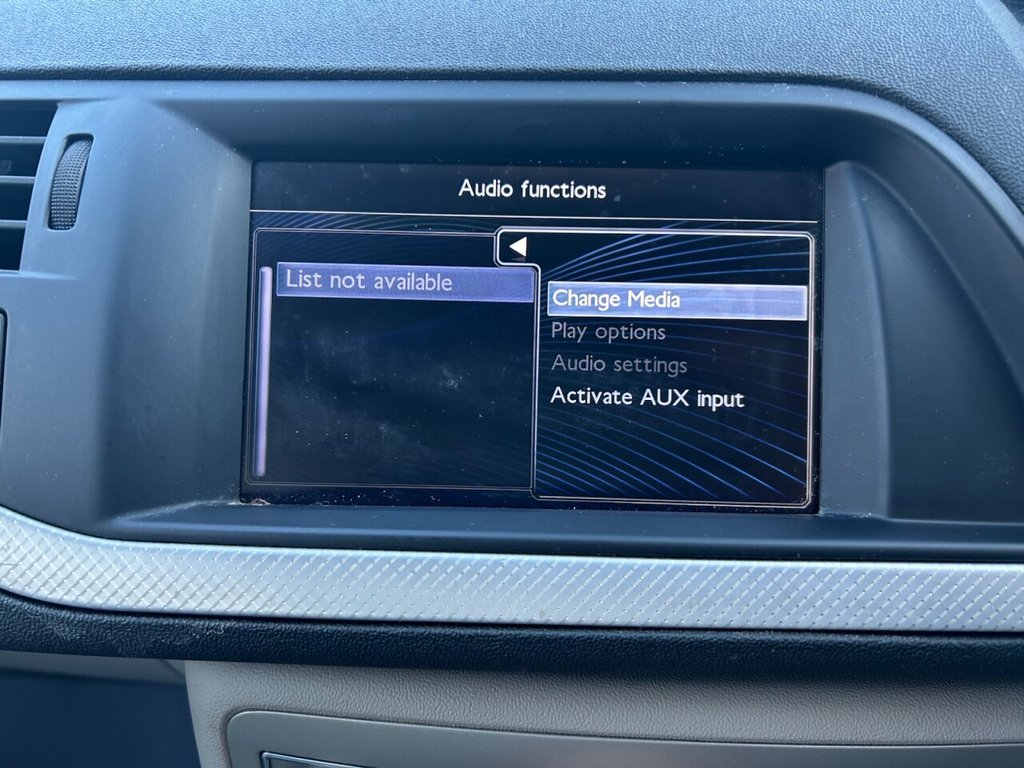 Audio functions
List not available
Change Media
Play options
Audio settings
Activate AUX input